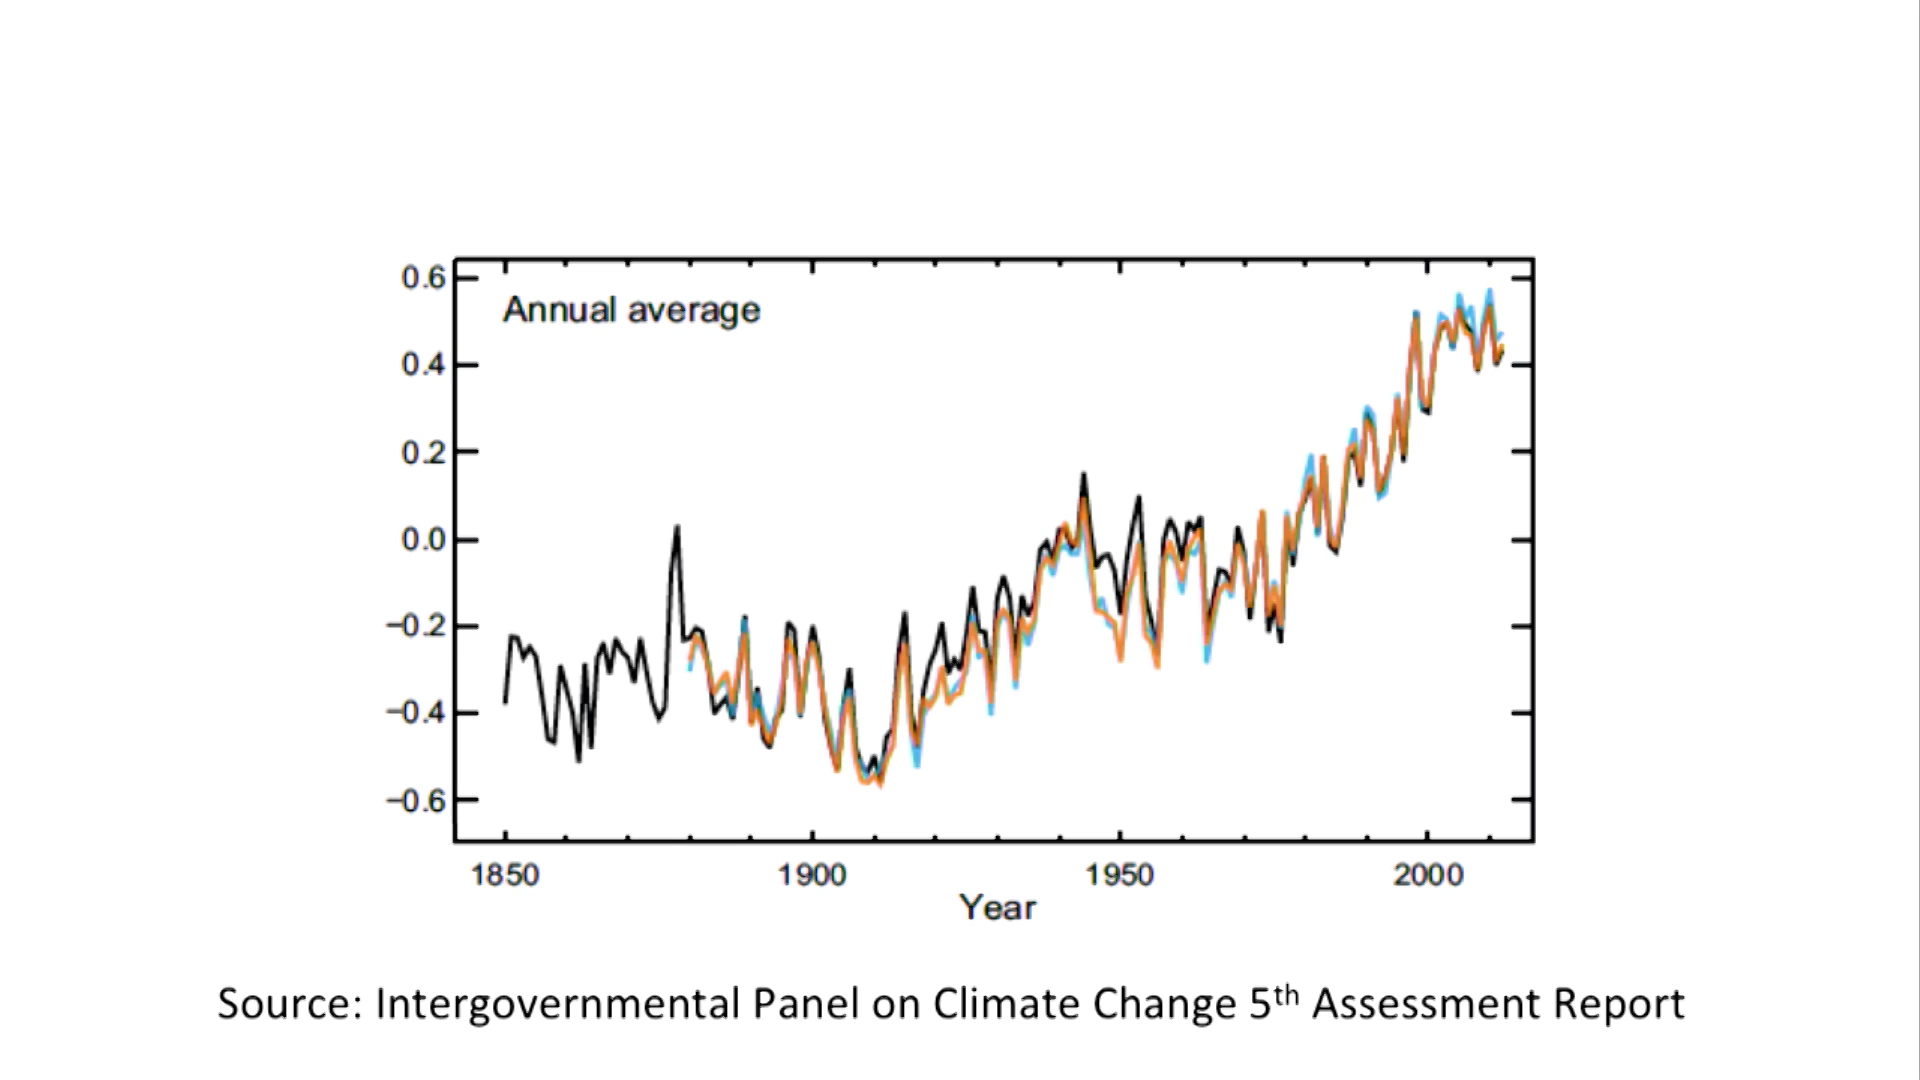 0.6
Annual average
0.4
0.2
0.0
−0.2
−0.4
−0.6
1850 1900 1950 2000
Year
Source: Intergovernmental Panel on Climate Change 5th Assessment Report